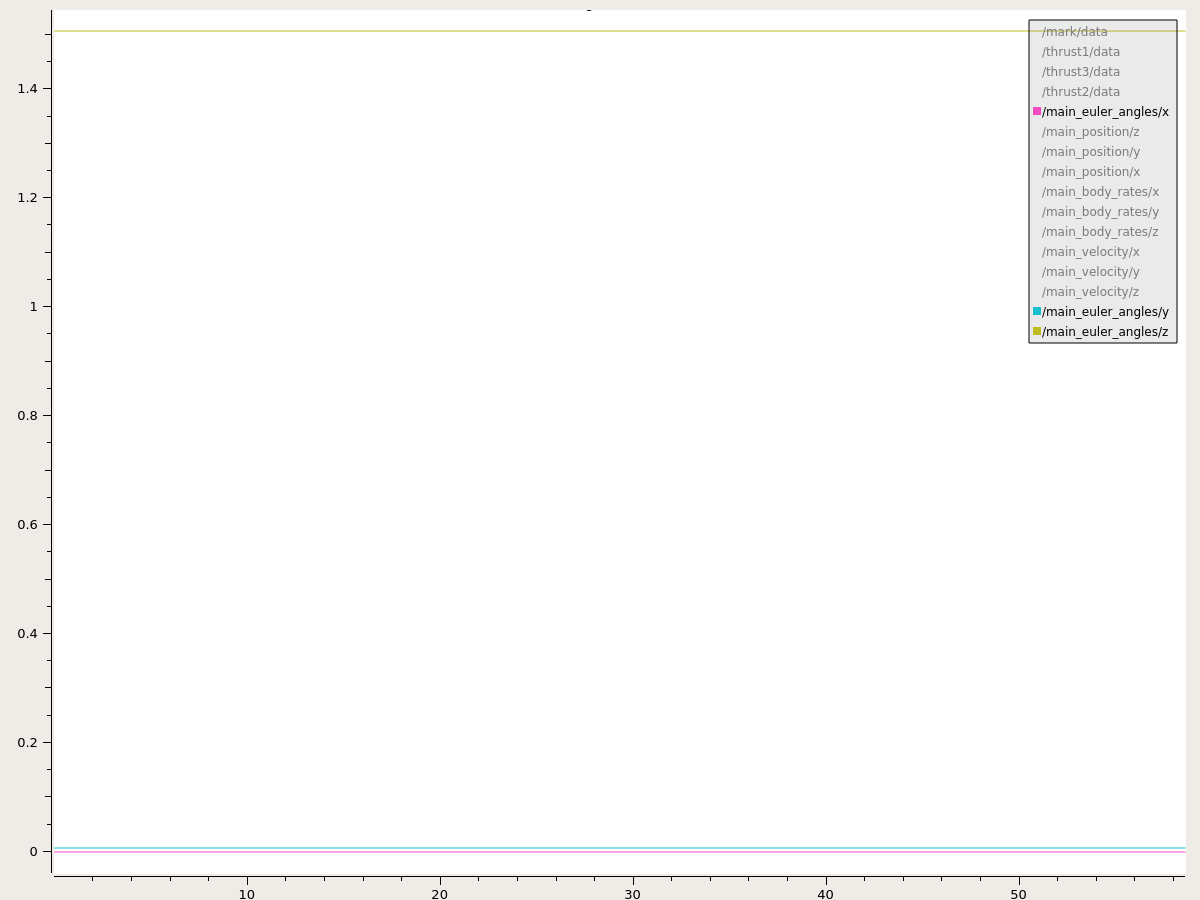 1.4
1.2
1
0.8
0.6
0.4
0.2
0
10
20
30
40
50
/mark/data
/thrust1/data
/thrust3/data
/thrust2/data
/main_euler_angles/x
/main_position/z
/main_position/y
/main_position/x
/main_body_rates/x
/main_body_rates/y
/main_body_rates/z
/main_velocity/x
/main_velocity/y
/main_velocity/z
/main_euler_angles/y
/main_euler_angles/z